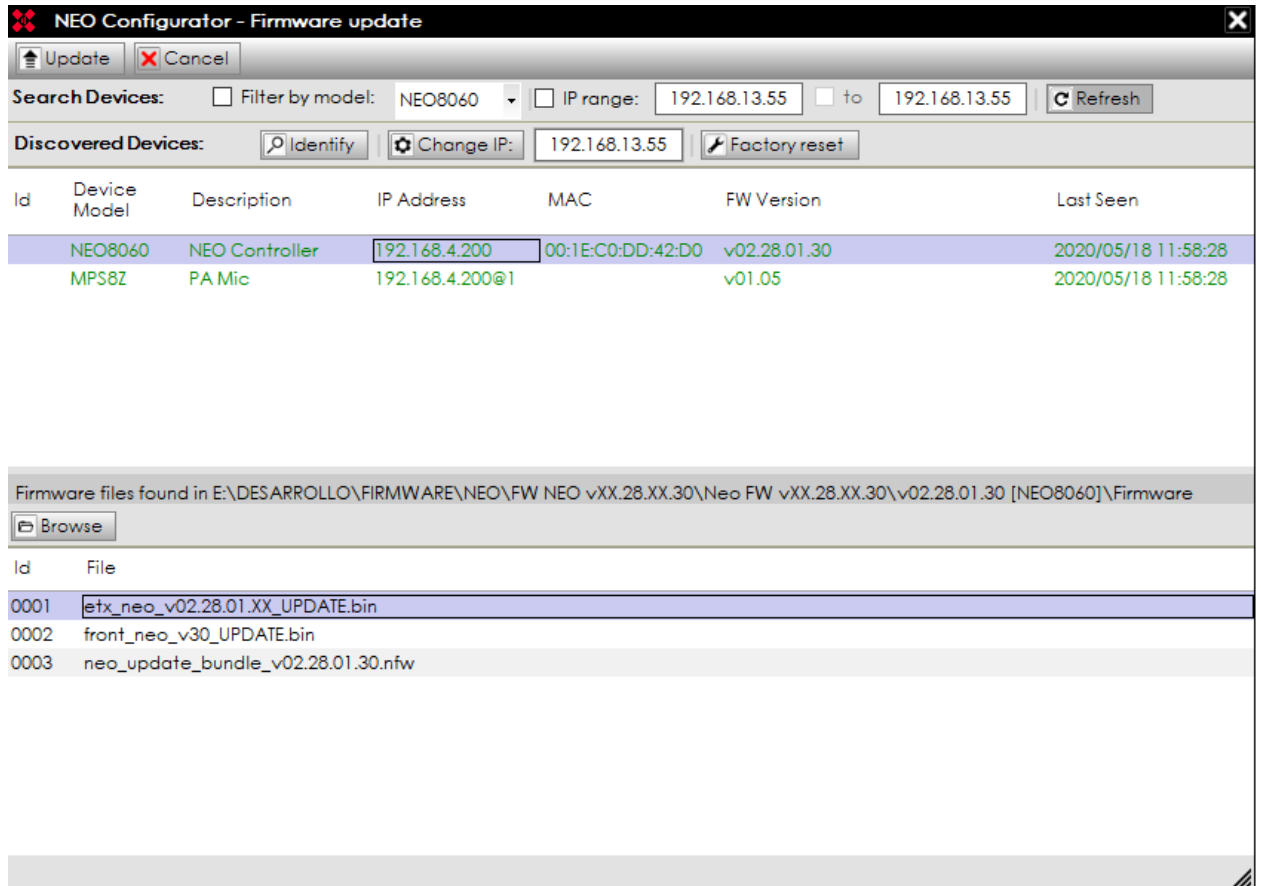 NEO Configurator - Firmware update
Update Cancel
Search Devices: Filter by model: NEO8060 IP range: 192.168.13.55 to 192.168.13.55 Refresh
Discovered Devices: Identify Change IP: 192.168.13.55 Factory reset
Id Device Model Description IP Address MAC FW Version Last Seen
NEO8060 NEO Controller 192.168.4.200 00:1E:C0:DD:42:D0 v02.28.01.30 2020/05/18 11:58:28
MPS8Z PA Mic 192.168.4.200@1 v01.05 2020/05/18 11:58:28
Firmware files found in E:\DESARROLLO\FIRMWARE\NEO\FW NEO vXX.28.XX.30\Neo FW vXX.28.XX.30\v02.28.01.30 [NEO8060]\Firmware
Browse
Id File
0001 etx_neo_v02.28.01.XX_UPDATE.bin
0002 front_neo_v30_UPDATE.bin
0003 neo_update_bundle_v02.28.01.30.nfw